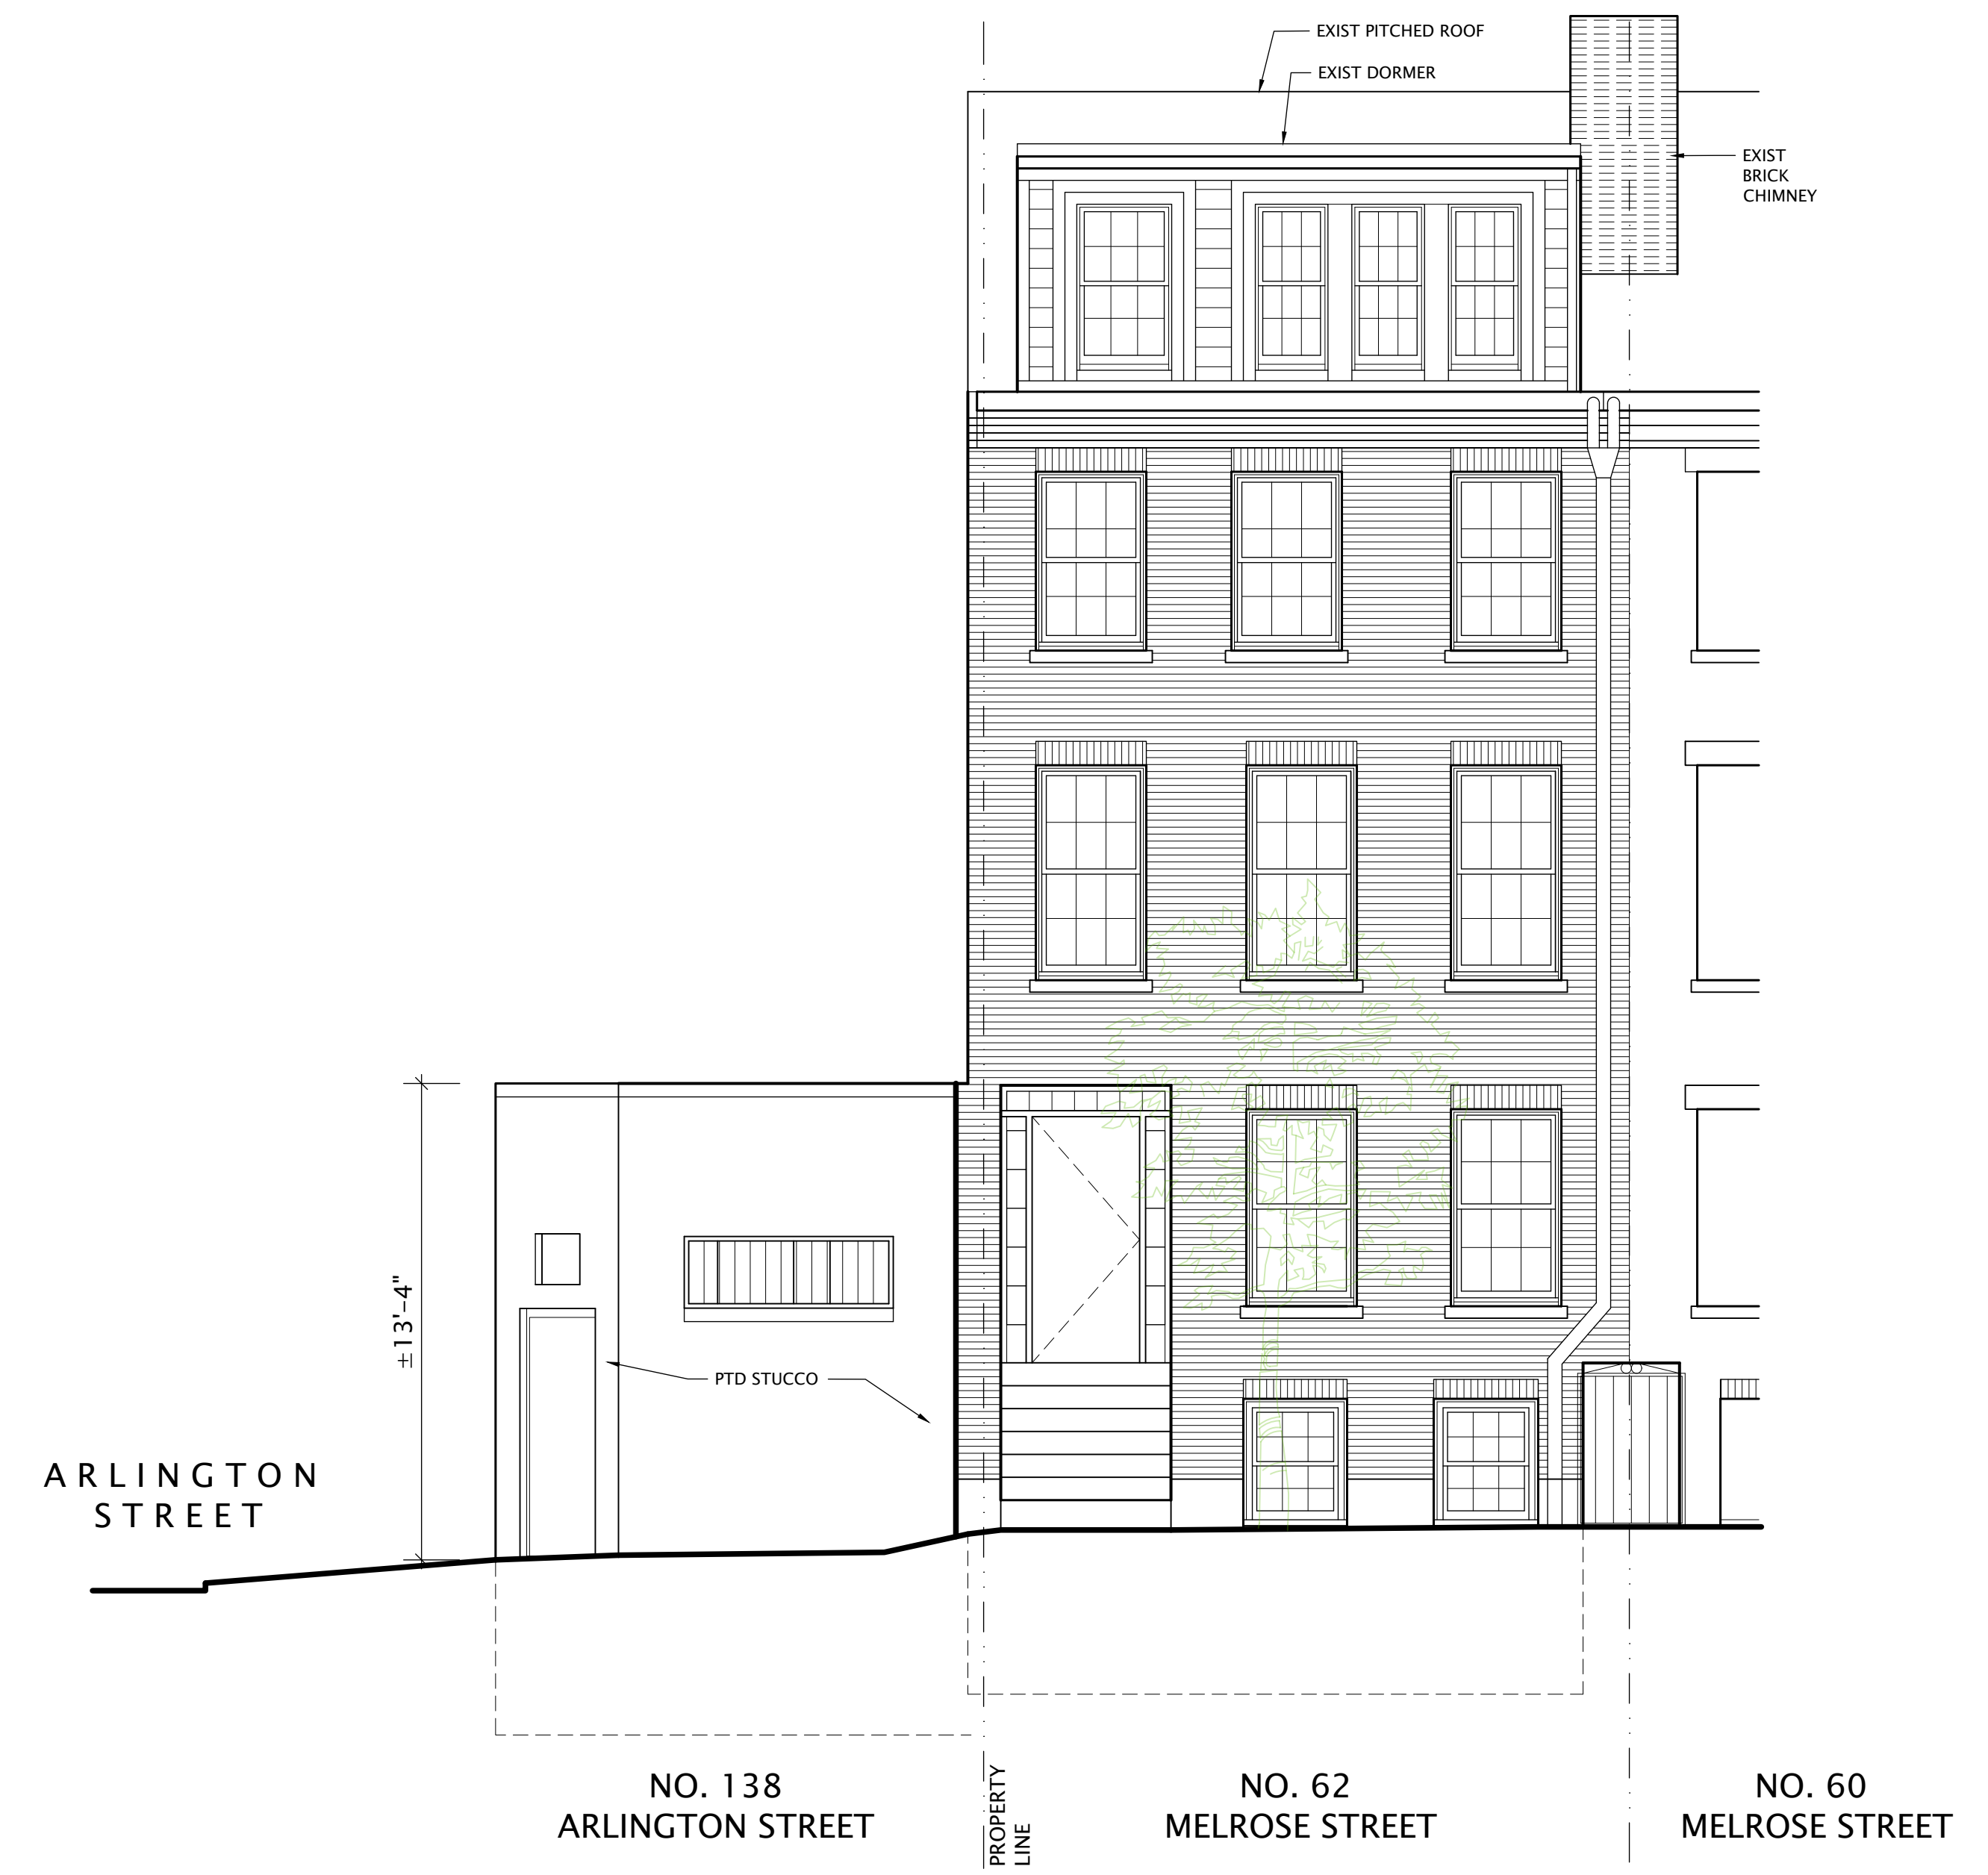 EXIST PITCHED ROOF
EXIST DORMER
EXIST
BRICK
CHIMNEY
±13'-4"
PTD STUCCO
ARLINGTON
STREET
NO. 138
ARLINGTON STREET
PROPERTY
LINE
NO. 62
MELROSE STREET
NO. 60
MELROSE STREET